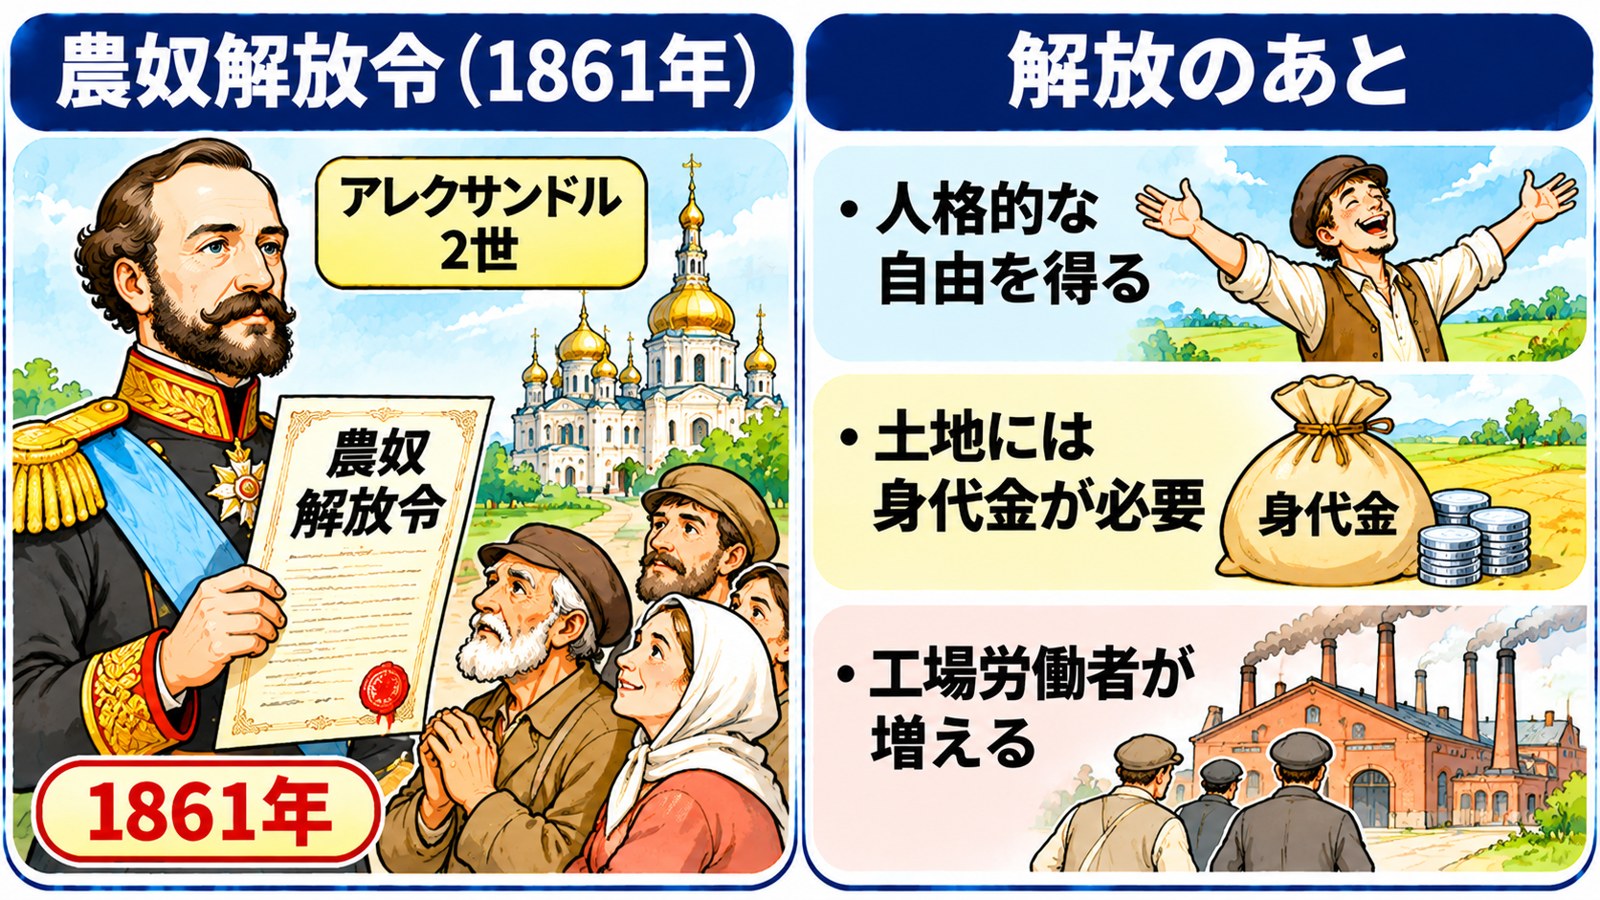 農奴解放令(1861年)
アレクサンドル
2世
農奴
解放令
1861年
解放のあと
・人格的な
自由を得る
・土地には
身代金が必要
身代金
・工場労働者が
増える